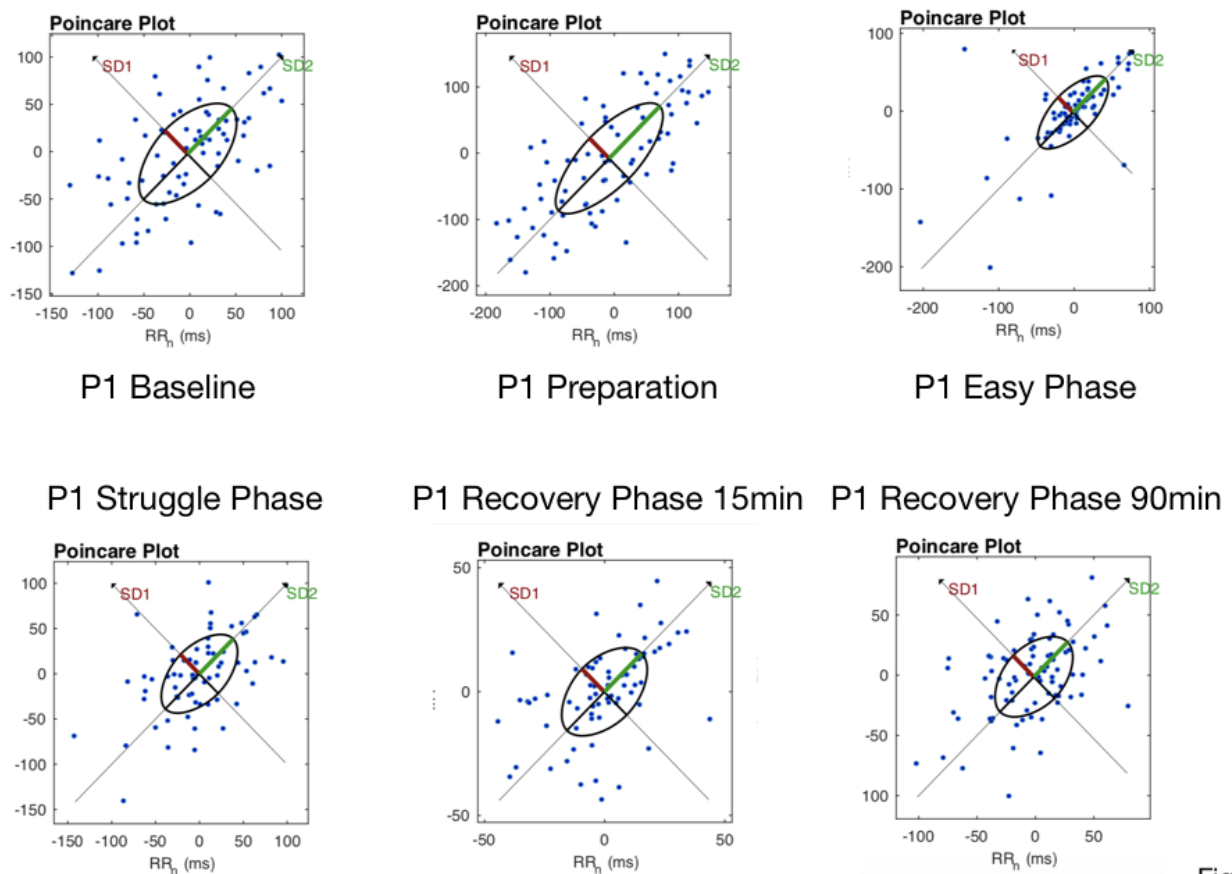 Poincare Plot
SD1
SD2
100
50
0
-50
-100
-150
-150 -100 -50 0 50 100
RRn (ms)
P1 Baseline
Poincare Plot
SD1
SD2
100
0
-100
-200
-200 -100 0 100
RRn (ms)
P1 Preparation
Poincare Plot
SD1
SD2
100
0
-100
-200
-200 -100 0 100
RRn (ms)
P1 Easy Phase
P1 Struggle Phase
Poincare Plot
SD1
SD2
100
50
0
-50
-100
-150
-150 -100 -50 0 50 100
RRn (ms)
P1 Recovery Phase 15min
Poincare Plot
SD1
SD2
50
0
-50
-50 0 50
RRn (ms)
P1 Recovery Phase 90min
Poincare Plot
SD1
SD2
50
0
-50
100
-100 -50 0 50
RRn (ms)